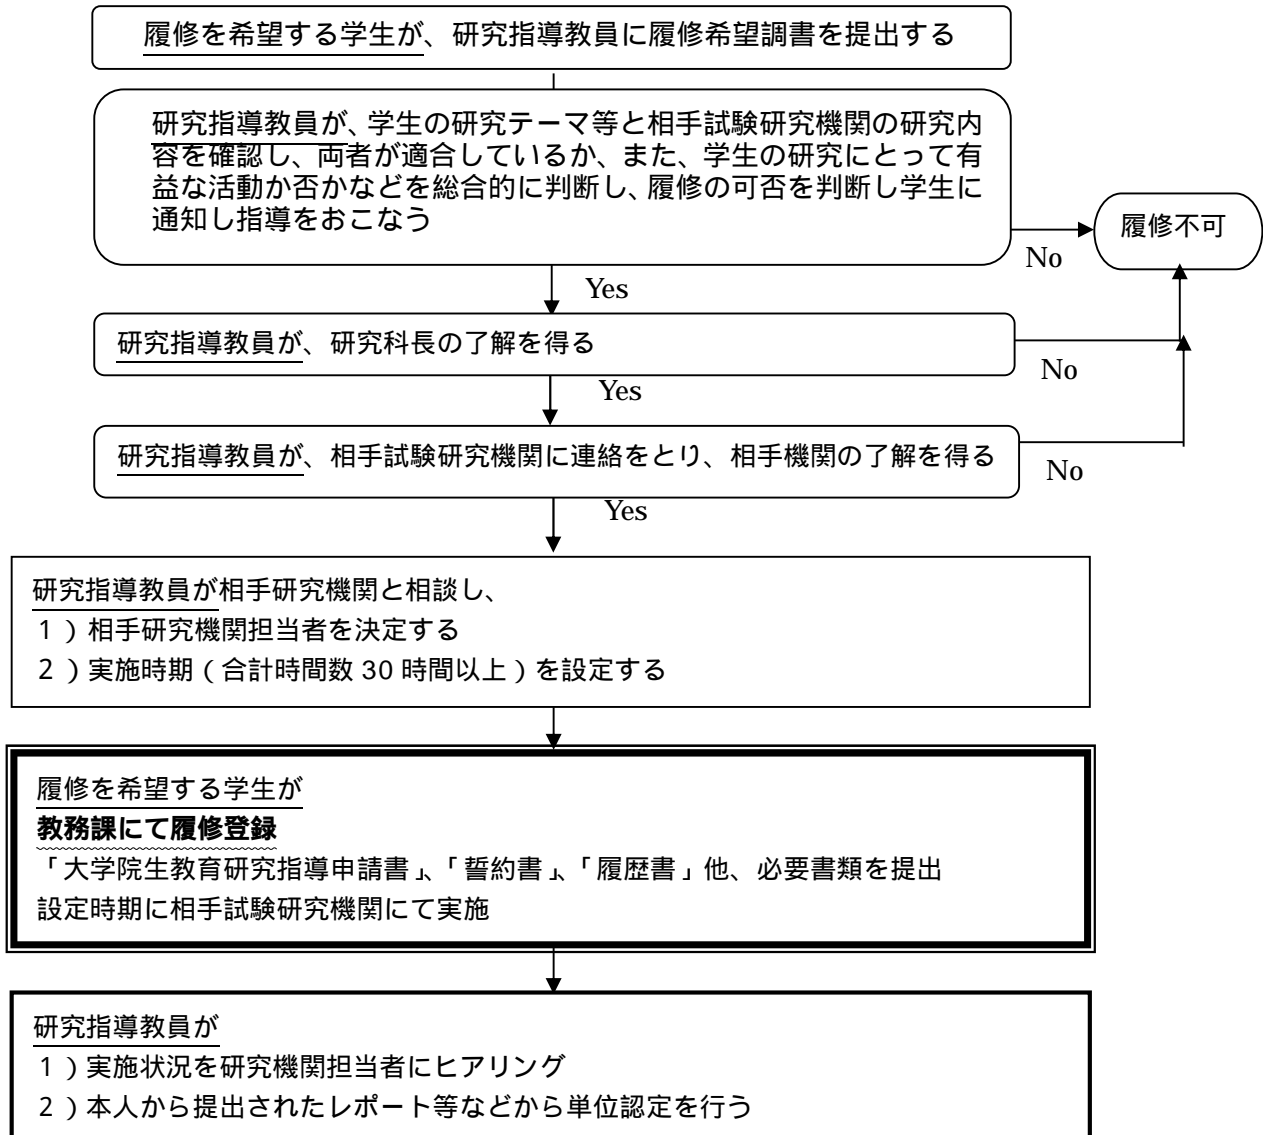 履修を希望する学生が、研究指導教員に履修希望調書を提出する
研究指導教員が、学生の研究テーマ等と相手試験研究機関の研究内
容を確認し、両者が適合しているか、また、学生の研究にとって有
益な活動か否かなどを総合的に判断し、履修の可否を判断し学生に
通知し指導をおこなう
履修不可
No
Yes
研究指導教員が、研究科長の了解を得る
No
Yes
研究指導教員が、相手試験研究機関に連絡をとり、相手機関の了解を得る
No
Yes
研究指導教員が相手研究機関と相談し、
1）相手研究機関担当者を決定する
2）実施時期（合計時間数 30 時間以上）を設定する
履修を希望する学生が
教務課にて履修登録
「大学院生教育研究指導申請書」、「誓約書」、「履歴書」他、必要書類を提出
設定時期に相手試験研究機関にて実施
研究指導教員が
1）実施状況を研究機関担当者にヒアリング
2）本人から提出されたレポート等などから単位認定を行う